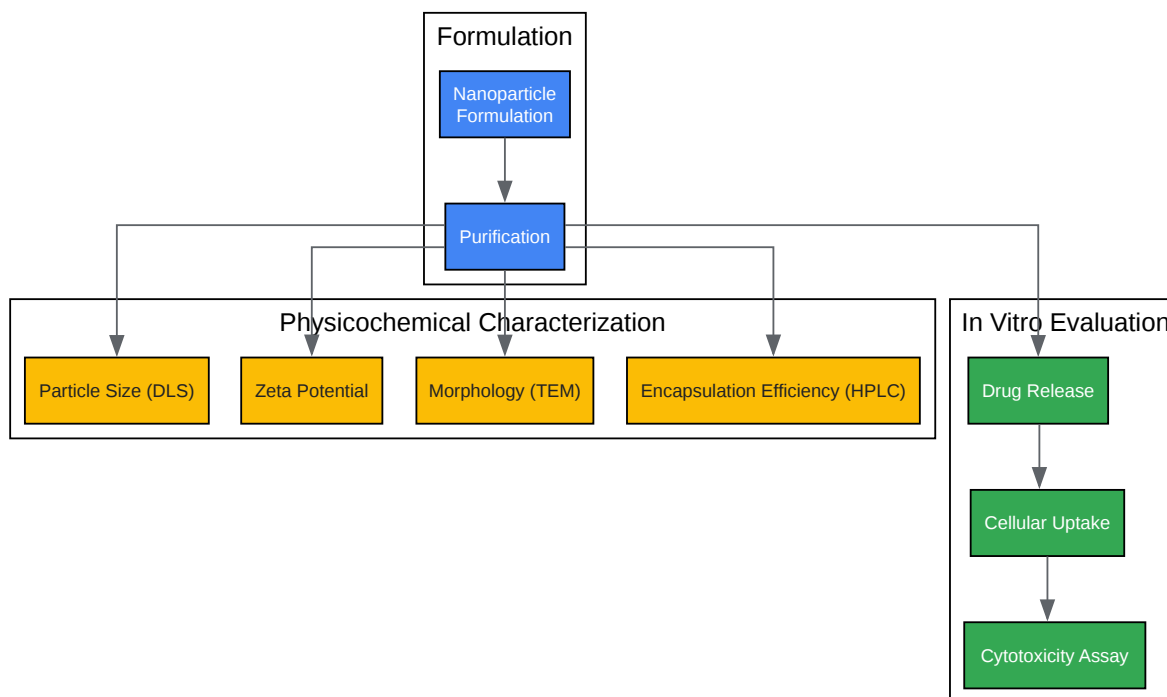 Formulation
Nanoparticle
Formulation
Purification
Physicochemical Characterization
Particle Size (DLS)
Zeta Potential
Morphology (TEM)
Encapsulation Efficiency (HPLC)
In Vitro Evaluation
Drug Release
Cellular Uptake
Cytotoxicity Assay